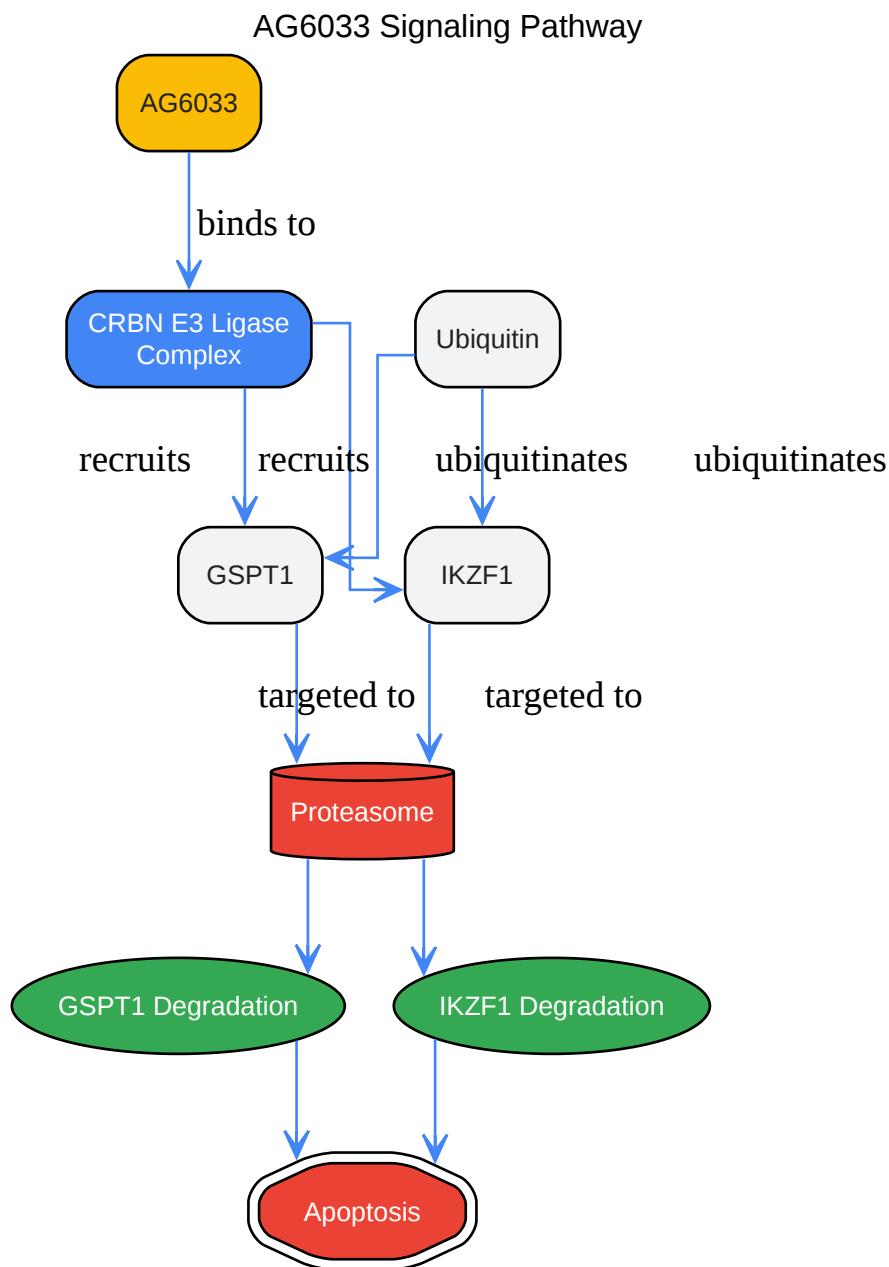 AG6033 Signaling Pathway
AG6033
binds to
CRBN E3 Ligase
Complex
Ubiquitin
recruits
recruits
ubiquitinates
ubiquitinates
GSPT1
IKZF1
targeted to
targeted to
Proteasome
GSPT1 Degradation
IKZF1 Degradation
Apoptosis